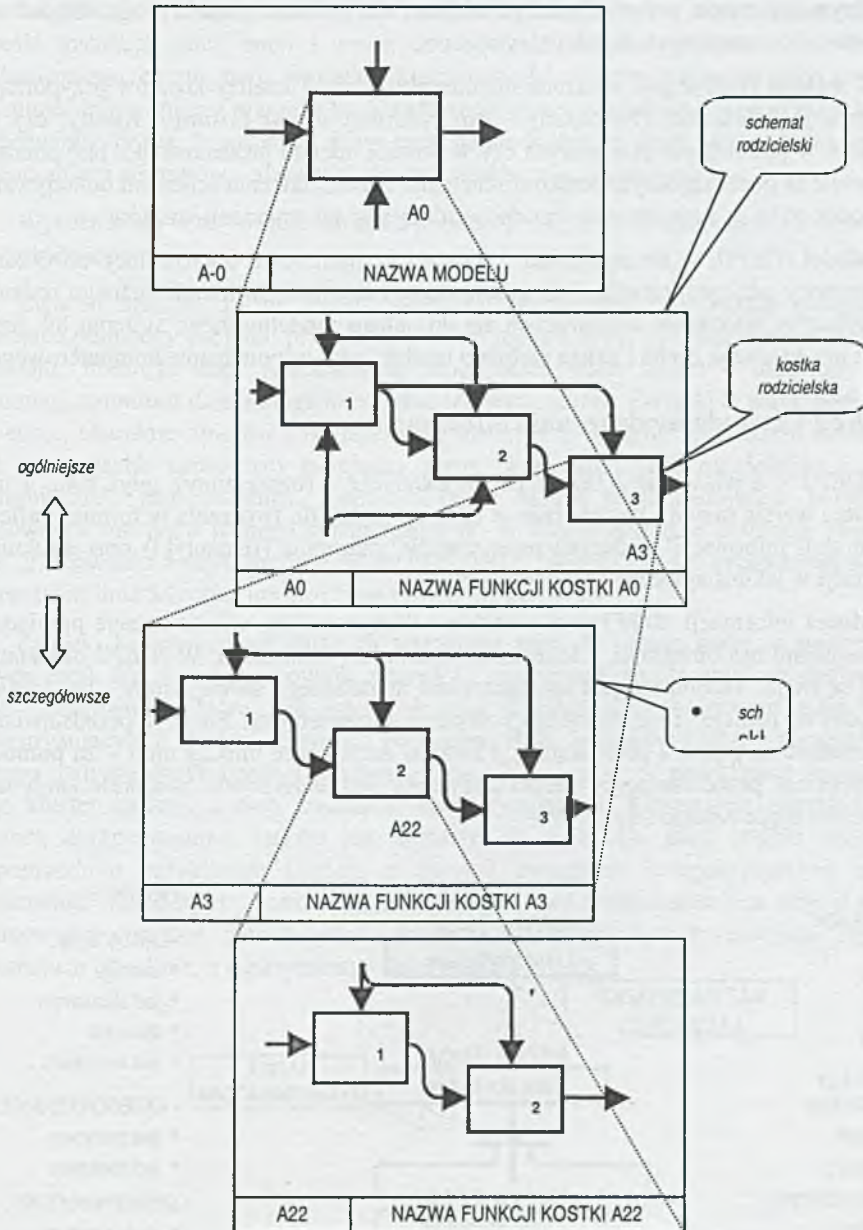 A0
A-0
NAZWA MODELU
schemat
rodzicielski
1
2
3
A3
kostka
rodzicielska
A0
NAZWA FUNKCJI KOSTKI A0
ogólniejsze
szczegółowsze
1
2
3
A22
• sch
A3
NAZWA FUNKCJI KOSTKI A3
1
2
A22
NAZWA FUNKCJI KOSTKI A22